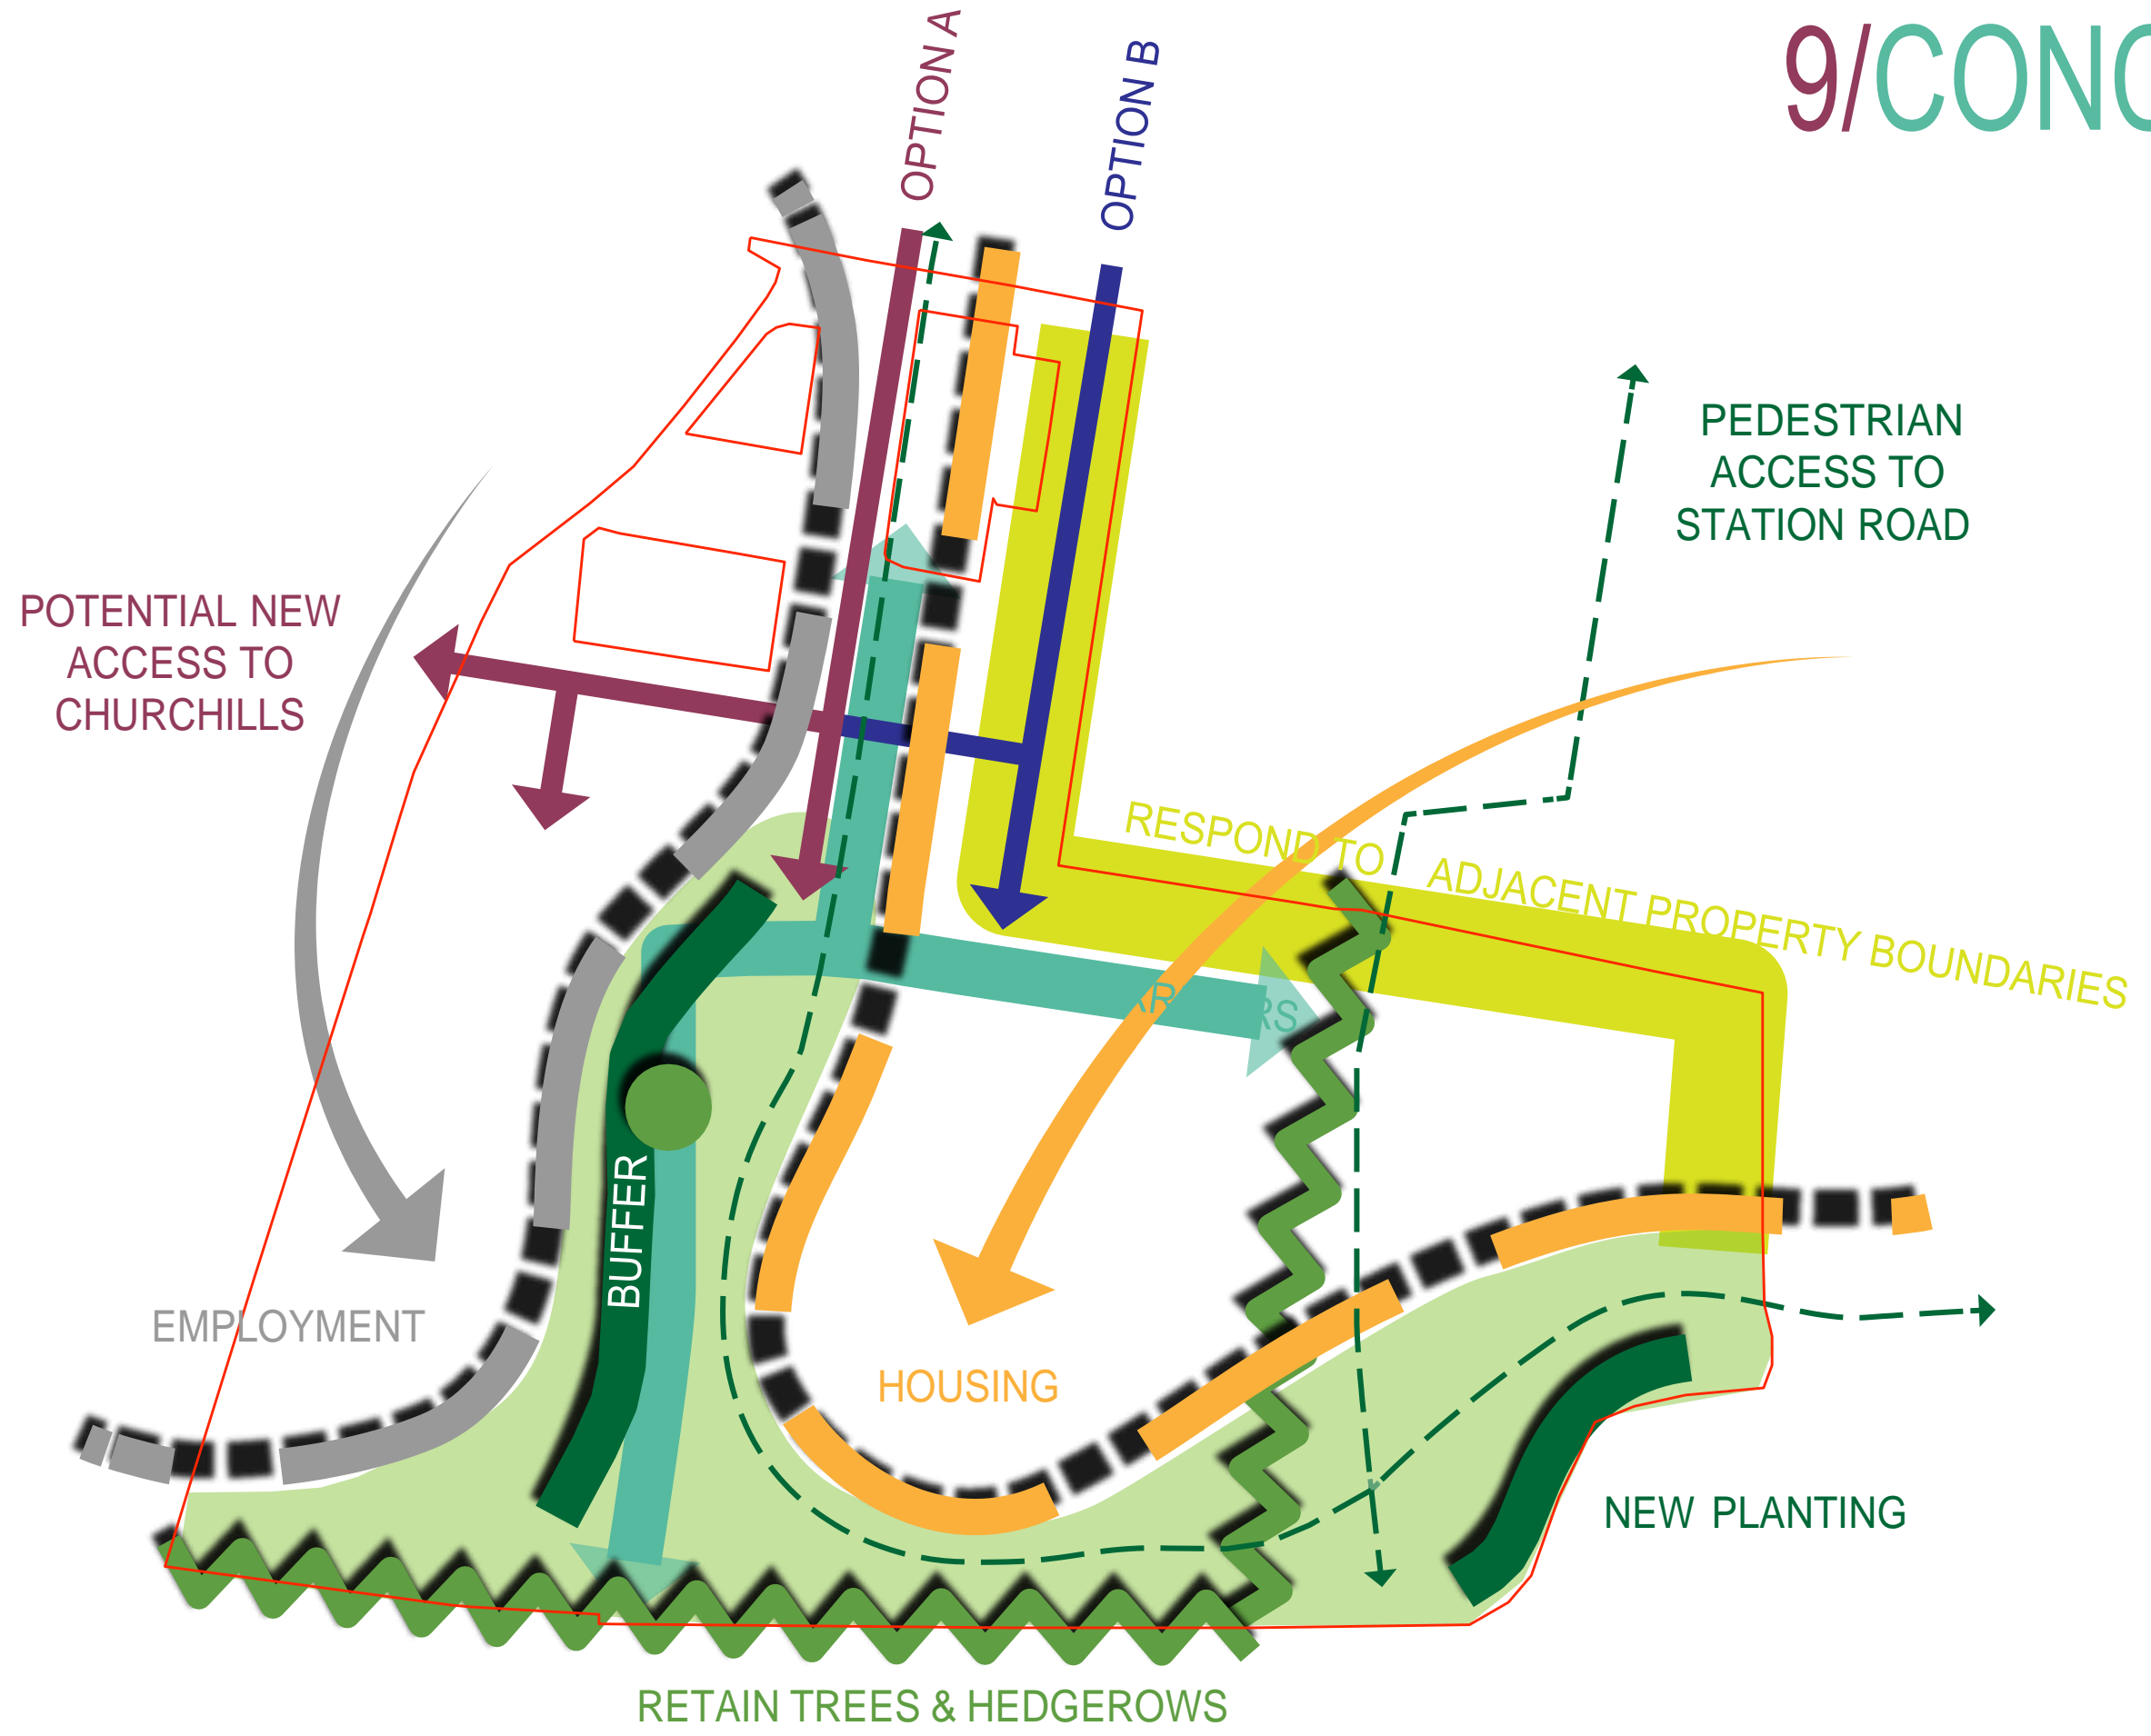 9/CONC
OPTION A
OPTION B
PEDESTRIAN
ACCESS TO
STATION ROAD
POTENTIAL NEW
ACCESS TO
CHURCHILLS
RESPOND TO ADJACENT PROPERTY BOUNDARIES
BUFFER
EMPLOYMENT
HOUSING
NEW PLANTING
RETAIN TREES & HEDGEROWS